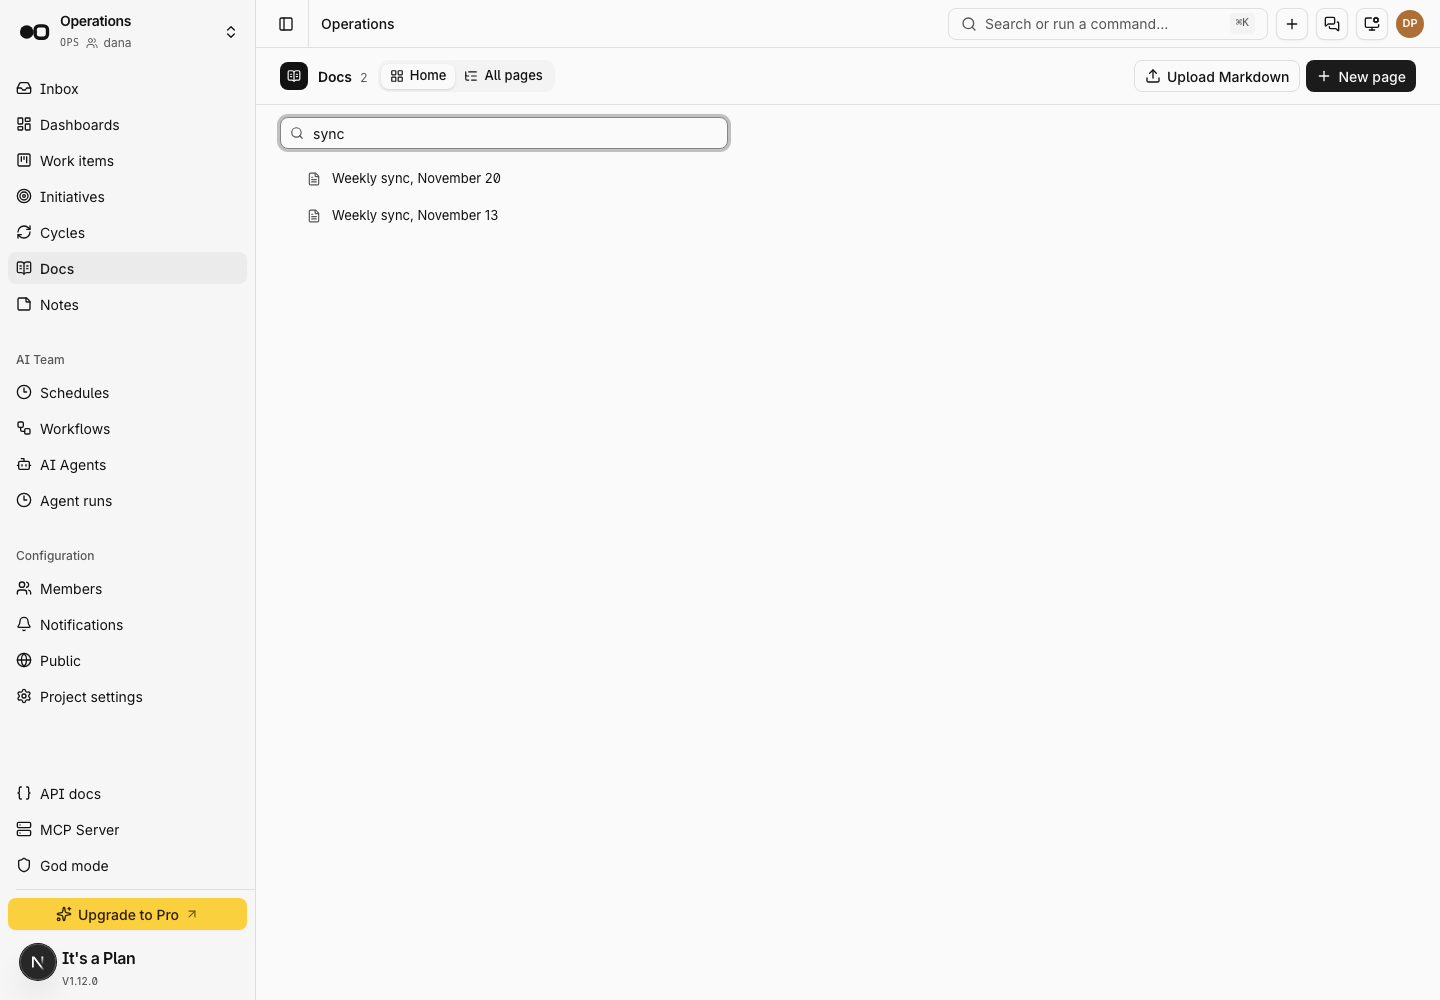 Operations
OPS dana
Inbox
Dashboards
Work items
Initiatives
Cycles
Docs
Notes
AI Team
Schedules
Workflows
AI Agents
Agent runs
Configuration
Members
Notifications
Public
Project settings
API docs
MCP Server
God mode
Upgrade to Pro
N It's a Plan
V1.12.0
Operations
Search or run a command... ⌘K
DP
Docs 2 Home All pages
Upload Markdown New page
sync
Weekly sync, November 20
Weekly sync, November 13